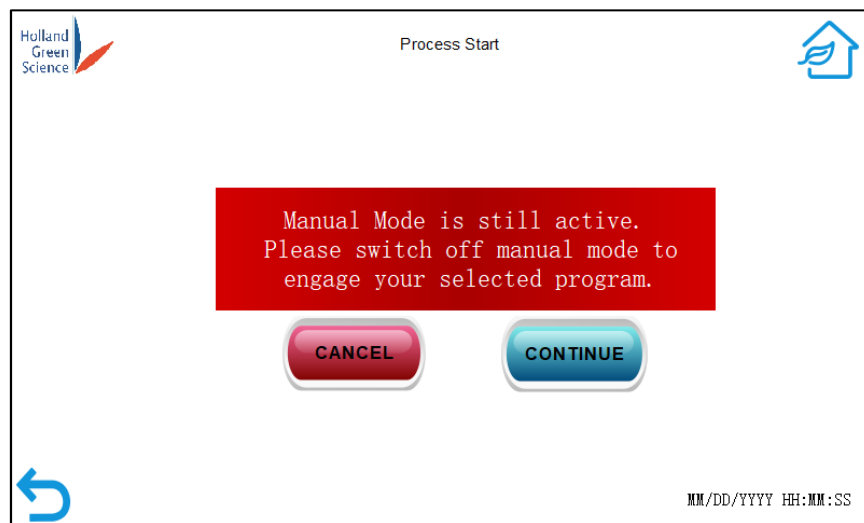 Holland
Green
Science
Process Start
Manual Mode is still active.
Please switch off manual mode to
engage your selected program.
CANCEL
CONTINUE
MM/DD/YYYY HH:MM:SS